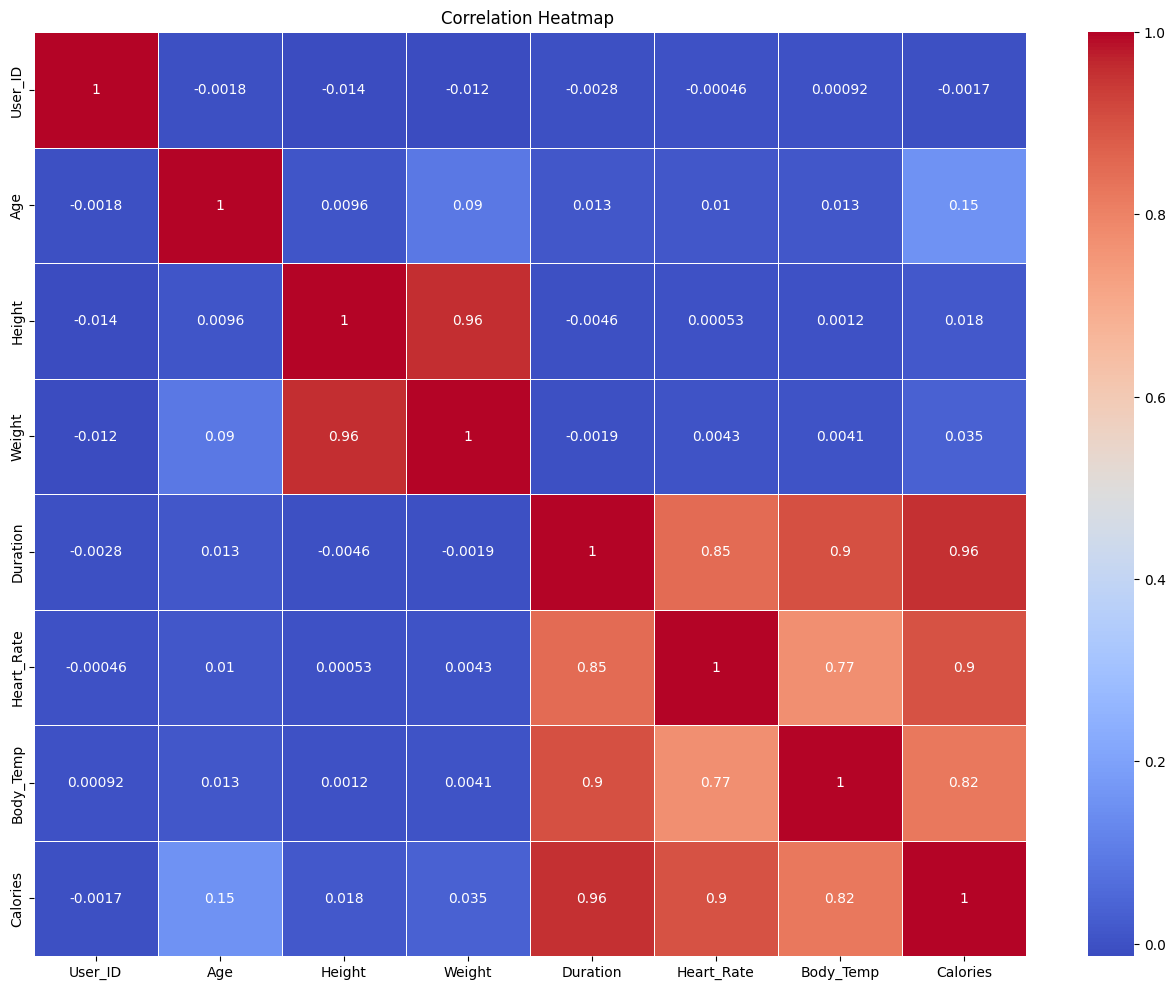 Correlation Heatmap
User_ID 1 -0.0018 -0.014 -0.012 -0.0028 -0.00046 0.00092 -0.0017
Age -0.0018 1 0.0096 0.09 0.013 0.01 0.013 0.15
Height -0.014 0.0096 1 0.96 -0.0046 0.00053 0.0012 0.018
Weight -0.012 0.09 0.96 1 -0.0019 0.0043 0.0041 0.035
Duration -0.0028 0.013 -0.0046 -0.0019 1 0.85 0.9 0.96
Heart_Rate -0.00046 0.01 0.00053 0.0043 0.85 1 0.77 0.9
Body_Temp 0.00092 0.013 0.0012 0.0041 0.9 0.77 1 0.82
Calories -0.0017 0.15 0.018 0.035 0.96 0.9 0.82 1
User_ID Age Height Weight Duration Heart_Rate Body_Temp Calories
1.0
0.8
0.6
0.4
0.2
0.0